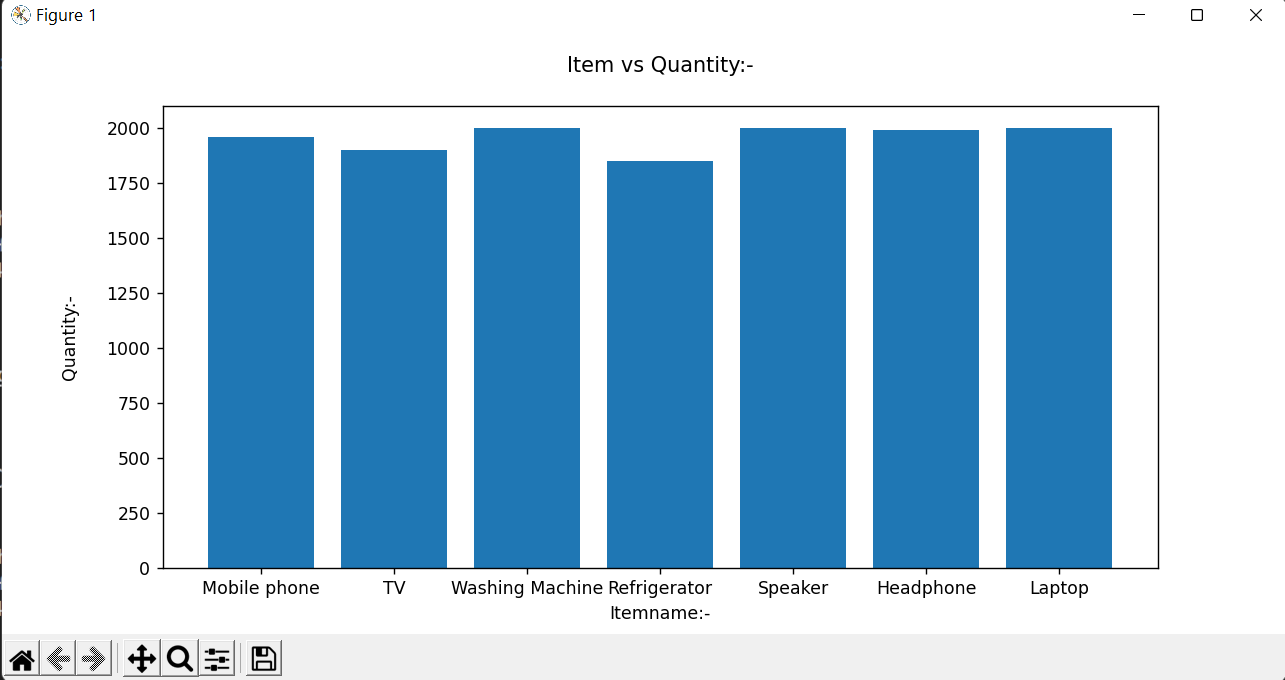 Figure 1
Item vs Quantity:-
2000
1750
1500
1250
1000
750
500
250
0
Quantity:-
Mobile phone TV Washing Machine Refrigerator Speaker Headphone Laptop
Itemname:-